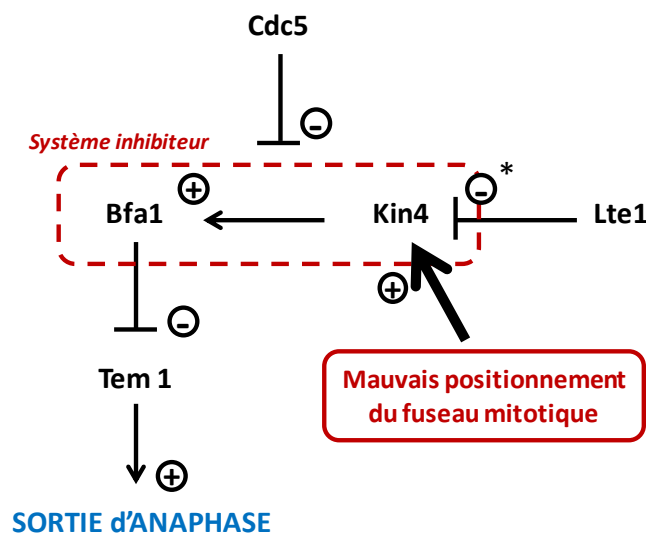 Cdc5
-
Système inhibiteur
+
- *
Bfa1
Kin4
Lte1
+
-
Tem 1
Mauvais positionnement
du fuseau mitotique
+
SORTIE d'ANAPHASE